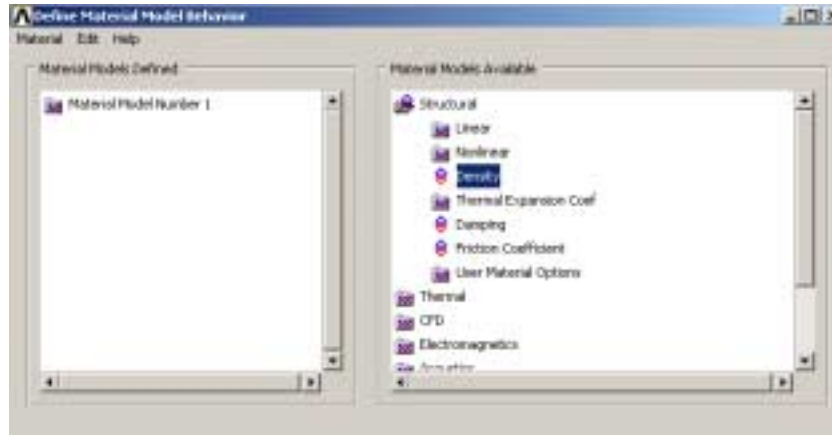 Define Material Model Behavior
Material Edit Help
Material Models Defined
Material Model Number 1
Material Models Available
Structural
Linear
Nonlinear
Density
Thermal Expansion Coef
Damping
Friction Coefficient
User Material Options
Thermal
CFD
Electromagnetics
Acoustics